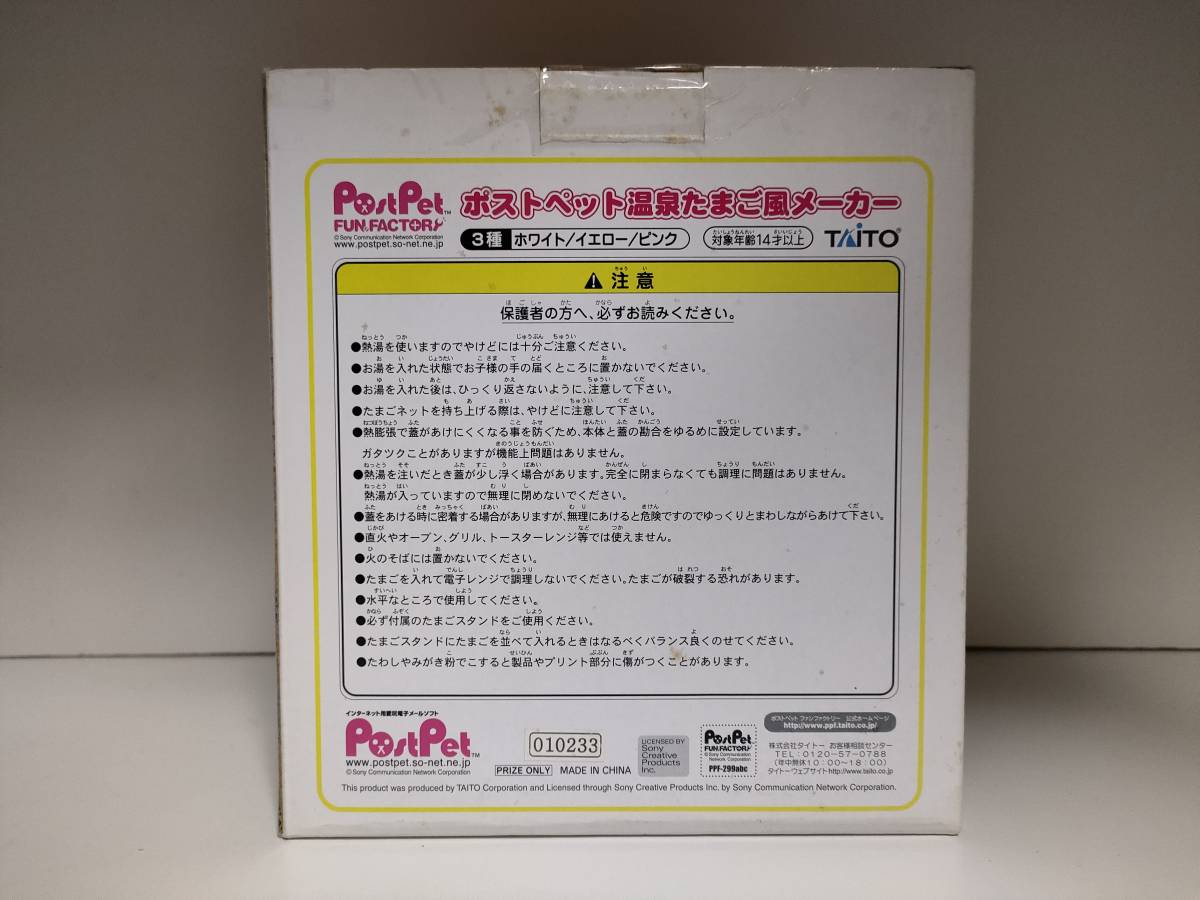 PostPet™ ポストペット温泉たまご風メーカー
FUN FACTORY
© Sony Communication Network Corporation
www.postpet.so-net.ne.jp
3種 ホワイト/イエロー/ピンク 対象年齢14才以上 TAITO®
⚠ 注意
保護者の方へ、必ずお読みください。
●熱湯を使いますのでやけどには十分ご注意ください。
●お湯を入れた状態でお子様の手の届くところに置かないでください。
●お湯を入れた後は、ひっくり返さないように、注意して下さい。
●たまごネットを持ち上げる際は、やけどに注意して下さい。
●熱膨張で蓋があけにくくなる事を防ぐため、本体と蓋の勘合をゆるめに設定しています。
ガタツクことがありますが機能上問題はありません。
●熱湯を注いだとき蓋が少し浮く場合があります。完全に閉まらなくても調理に問題はありません。
熱湯が入っていますので無理に閉めないでください。
●蓋をあける時に密着する場合がありますが、無理にあけると危険ですのでゆっくりとまわしながらあけて下さい。
●直火やオーブン、グリル、トースターレンジ等では使えません。
●火のそばには置かないでください。
●たまごを入れて電子レンジで調理しないでください。たまごが破裂する恐れがあります。
●水平なところで使用してください。
●必ず付属のたまごスタンドをご使用ください。
●たまごスタンドにたまごを並べて入れるときはなるべくバランス良くのせてください。
●たわしやみがき粉でこすると製品やプリント部分に傷がつくことがあります。
インターネット用愛玩電子メールソフト
PostPet™
www.postpet.so-net.ne.jp
© Sony Communication Network Corporation
010233
PRIZE ONLY MADE IN CHINA
LICENSED BY
Sony
Creative
Products
Inc.
PostPet
FUN FACTORY
© Sony Communication
Network Corporation
PPF-299abc
ポストペット ファンファクトリー 公式ホームページ
http://www.ppf.taito.co.jp/
株式会社タイトー お客様相談センター
TEL:0120-57-0788
(年中無休10:00〜18:00)
タイトーウェブサイトhttp://www.taito.co.jp
This product was produced by TAITO Corporation and Licensed through Sony Creative Products Inc. by Sony Communication Network Corporation.